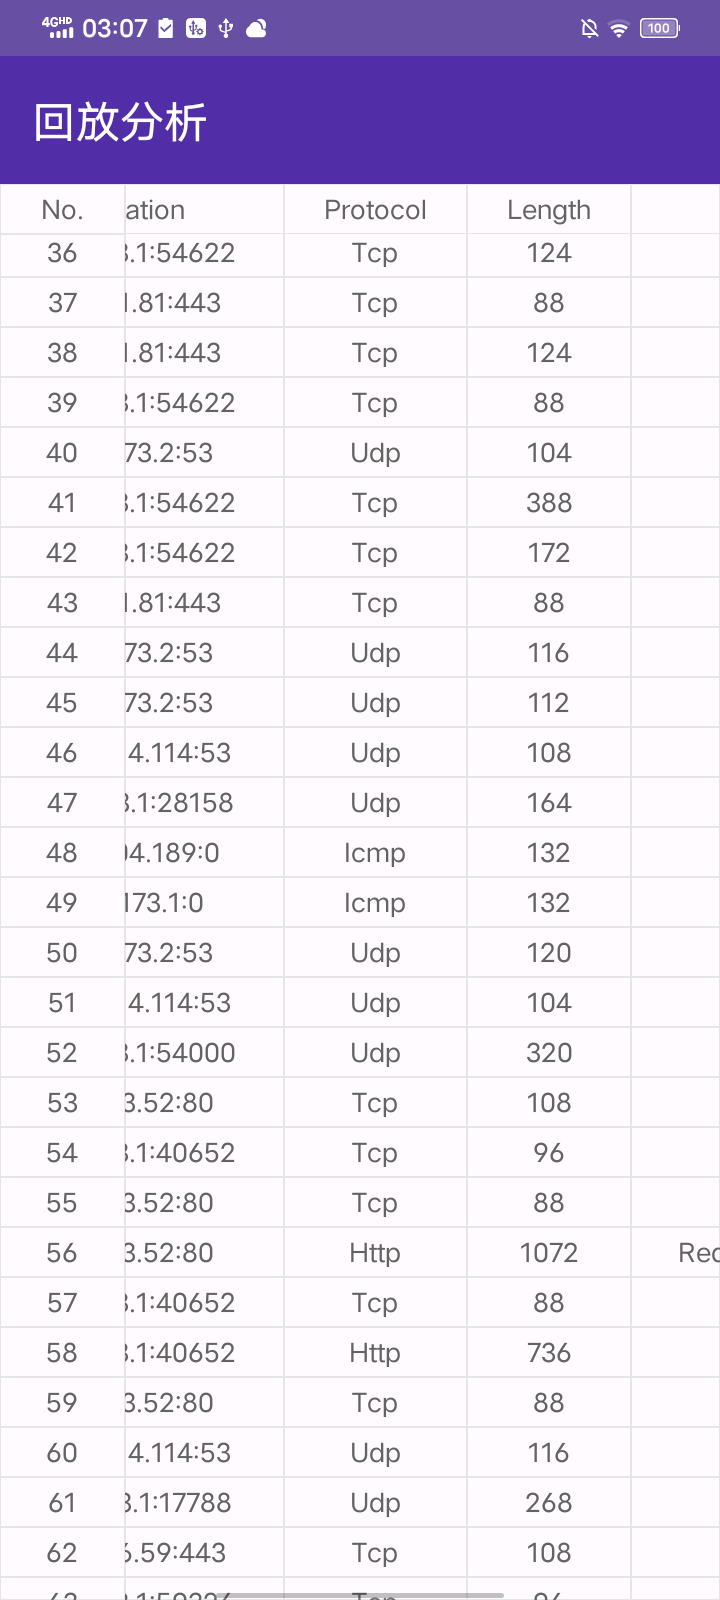 4GHD 03:07 100
回放分析
No. ation Protocol Length
36 .1:54622 Tcp 124
37 .81:443 Tcp 88
38 .81:443 Tcp 124
39 .1:54622 Tcp 88
40 73.2:53 Udp 104
41 .1:54622 Tcp 388
42 .1:54622 Tcp 172
43 .81:443 Tcp 88
44 73.2:53 Udp 116
45 73.2:53 Udp 112
46 4.114:53 Udp 108
47 .1:28158 Udp 164
48 4.189:0 Icmp 132
49 173.1:0 Icmp 132
50 73.2:53 Udp 120
51 4.114:53 Udp 104
52 .1:54000 Udp 320
53 3.52:80 Tcp 108
54 .1:40652 Tcp 96
55 3.52:80 Tcp 88
56 3.52:80 Http 1072 Rec
57 .1:40652 Tcp 88
58 .1:40652 Http 736
59 3.52:80 Tcp 88
60 4.114:53 Udp 116
61 3.1:17788 Udp 268
62 6.59:443 Tcp 108